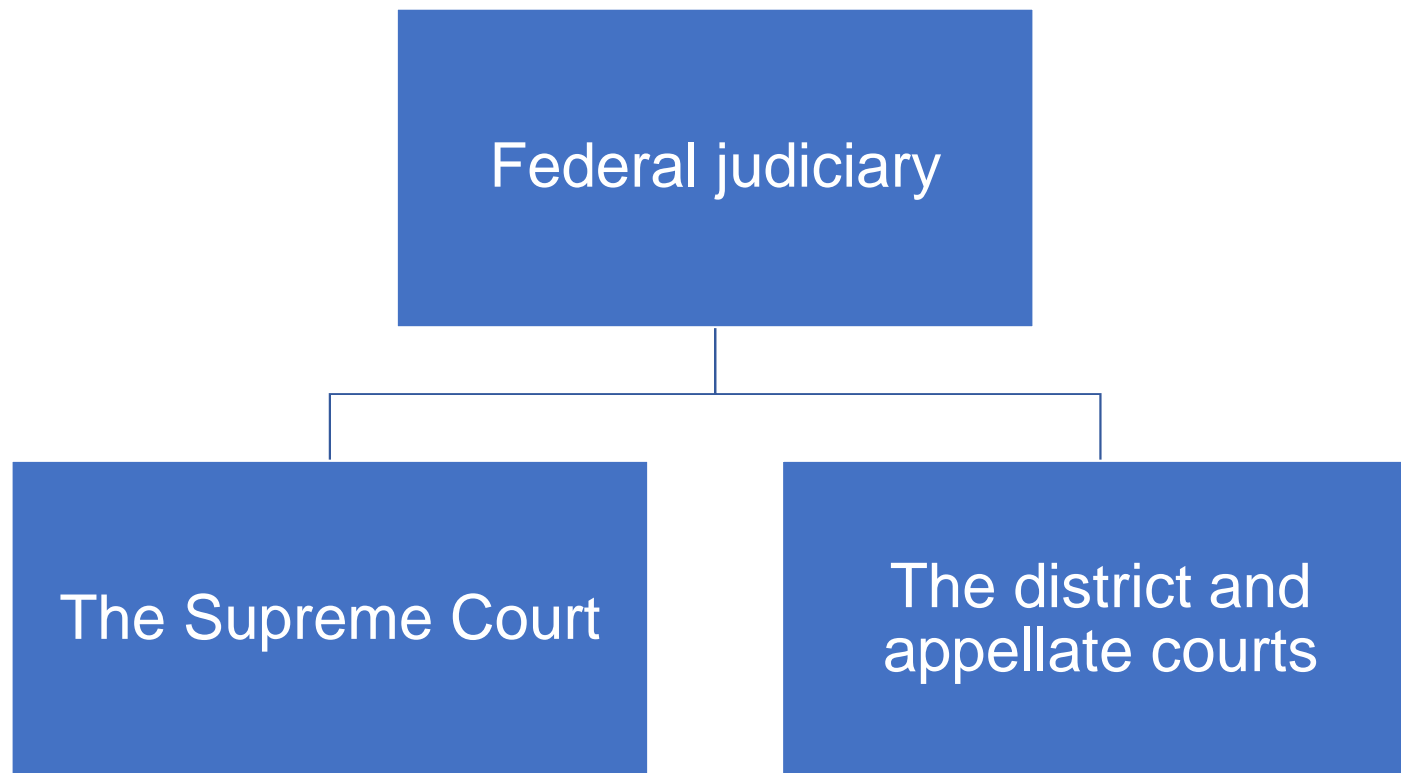 Federal judiciary
The Supreme Court
The district and
appellate courts